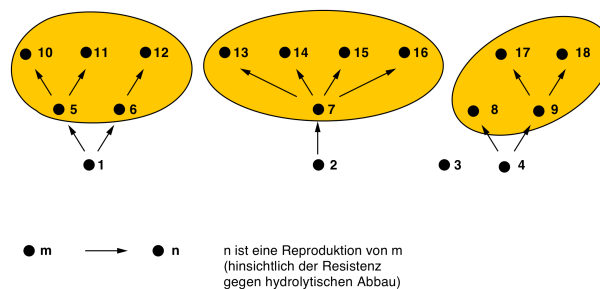 10 11 12 13 14 15 16 17 18
5 6 7 8 9
1 2 3 4
m n n ist eine Reproduktion von m
(hinsichtlich der Resistenz
gegen hydrolytischen Abbau)